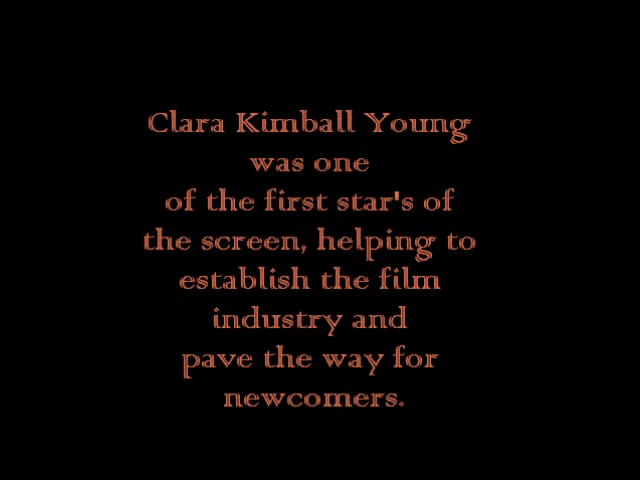 Clara Kimball Young
was one
of the first star's of
the screen, helping to
establish the film
industry and
pave the way for
newcomers.